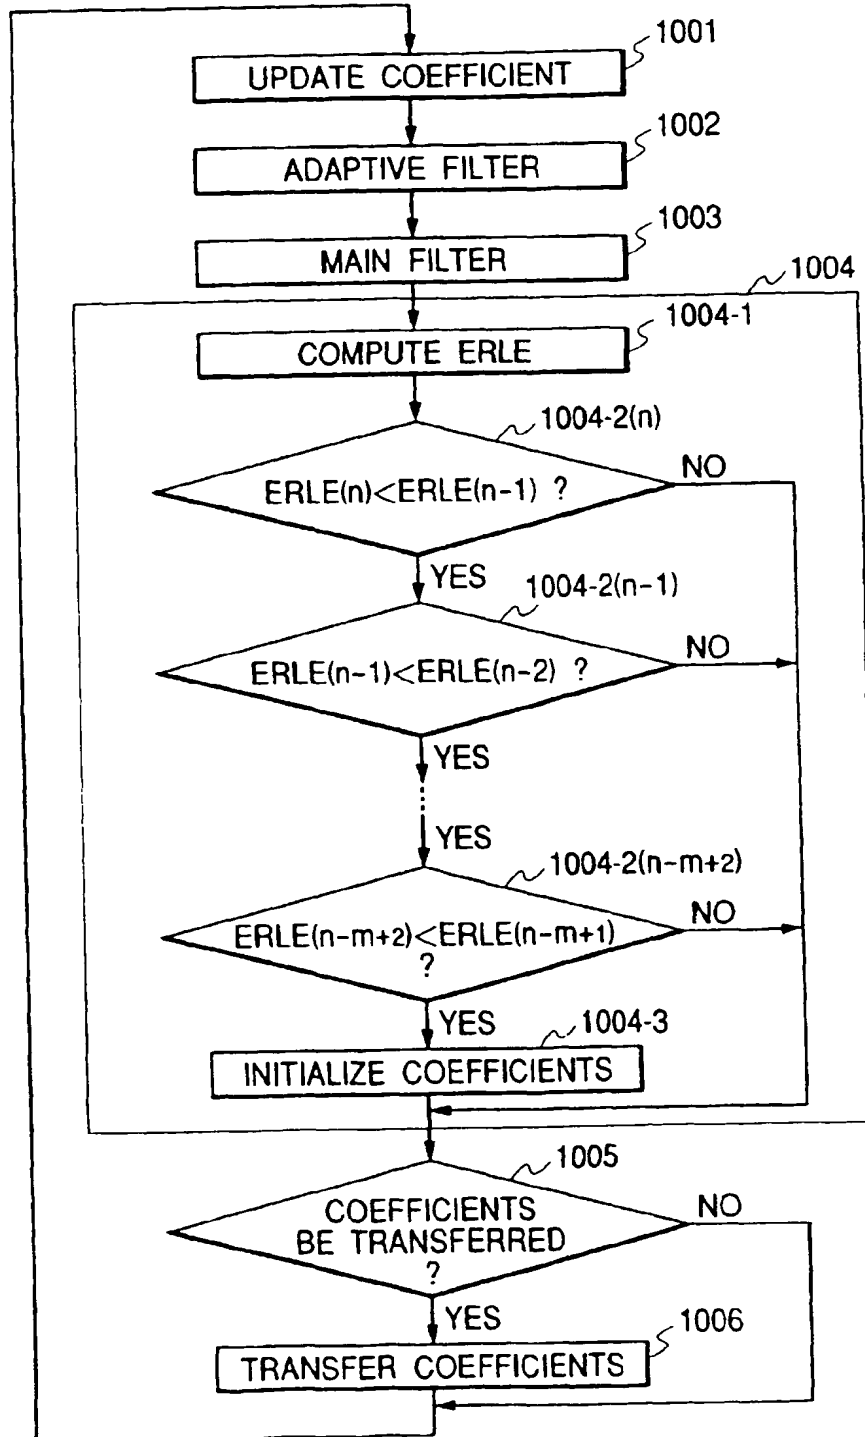 1001
UPDATE COEFFICIENT
1002
ADAPTIVE FILTER
1003
MAIN FILTER
1004
1004-1
COMPUTE ERLE
1004-2(n)
ERLE(n)<ERLE(n-1) ?
NO
YES
1004-2(n-1)
ERLE(n-1)<ERLE(n-2) ?
NO
YES
YES
1004-2(n-m+2)
ERLE(n-m+2)<ERLE(n-m+1)
?
NO
YES
1004-3
INITIALIZE COEFFICIENTS
1005
COEFFICIENTS
BE TRANSFERRED
?
NO
YES
1006
TRANSFER COEFFICIENTS